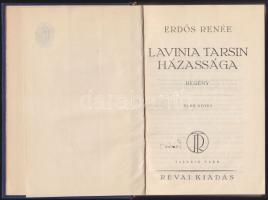 ERDŐS RENÉE
LAVINIA TARSIN
HÁZASSÁGA
REGÉNY
ELSŐ KÖTET
R
RÉVAI KIADÁS